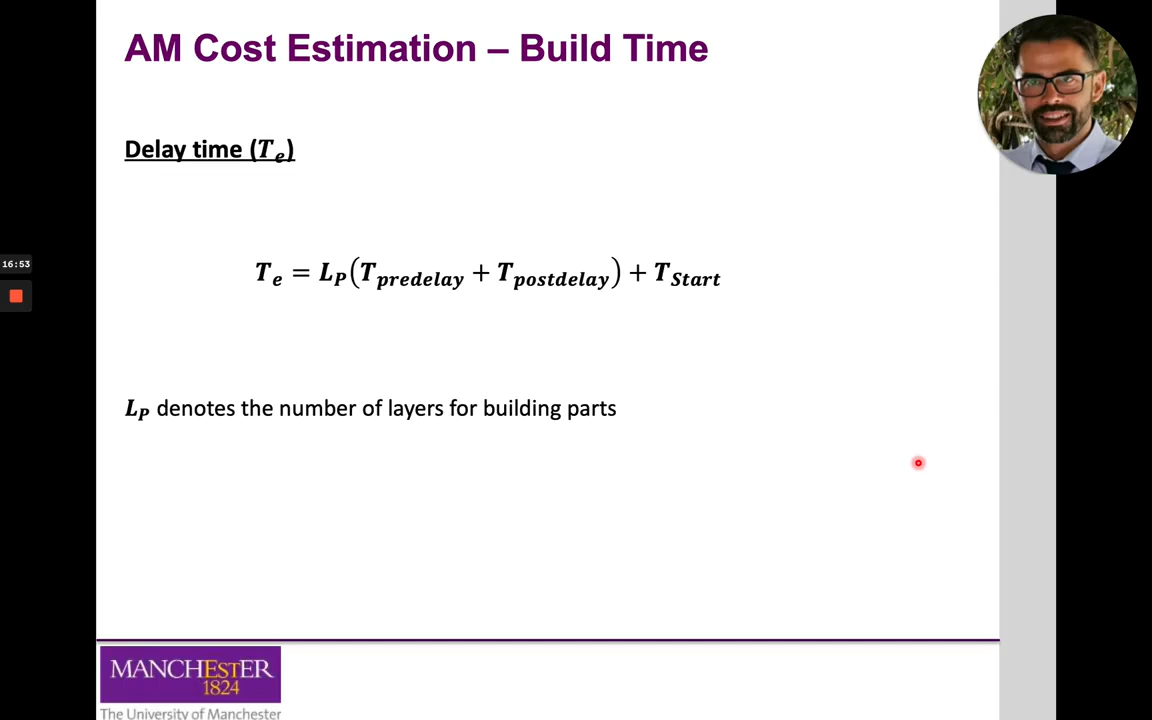 AM Cost Estimation – Build Time
Delay time (Te)
16:53
Te = LP(Tpredelay + Tpostdelay) + TStart
LP denotes the number of layers for building parts
MANCHESTER
1824
The University of Manchester